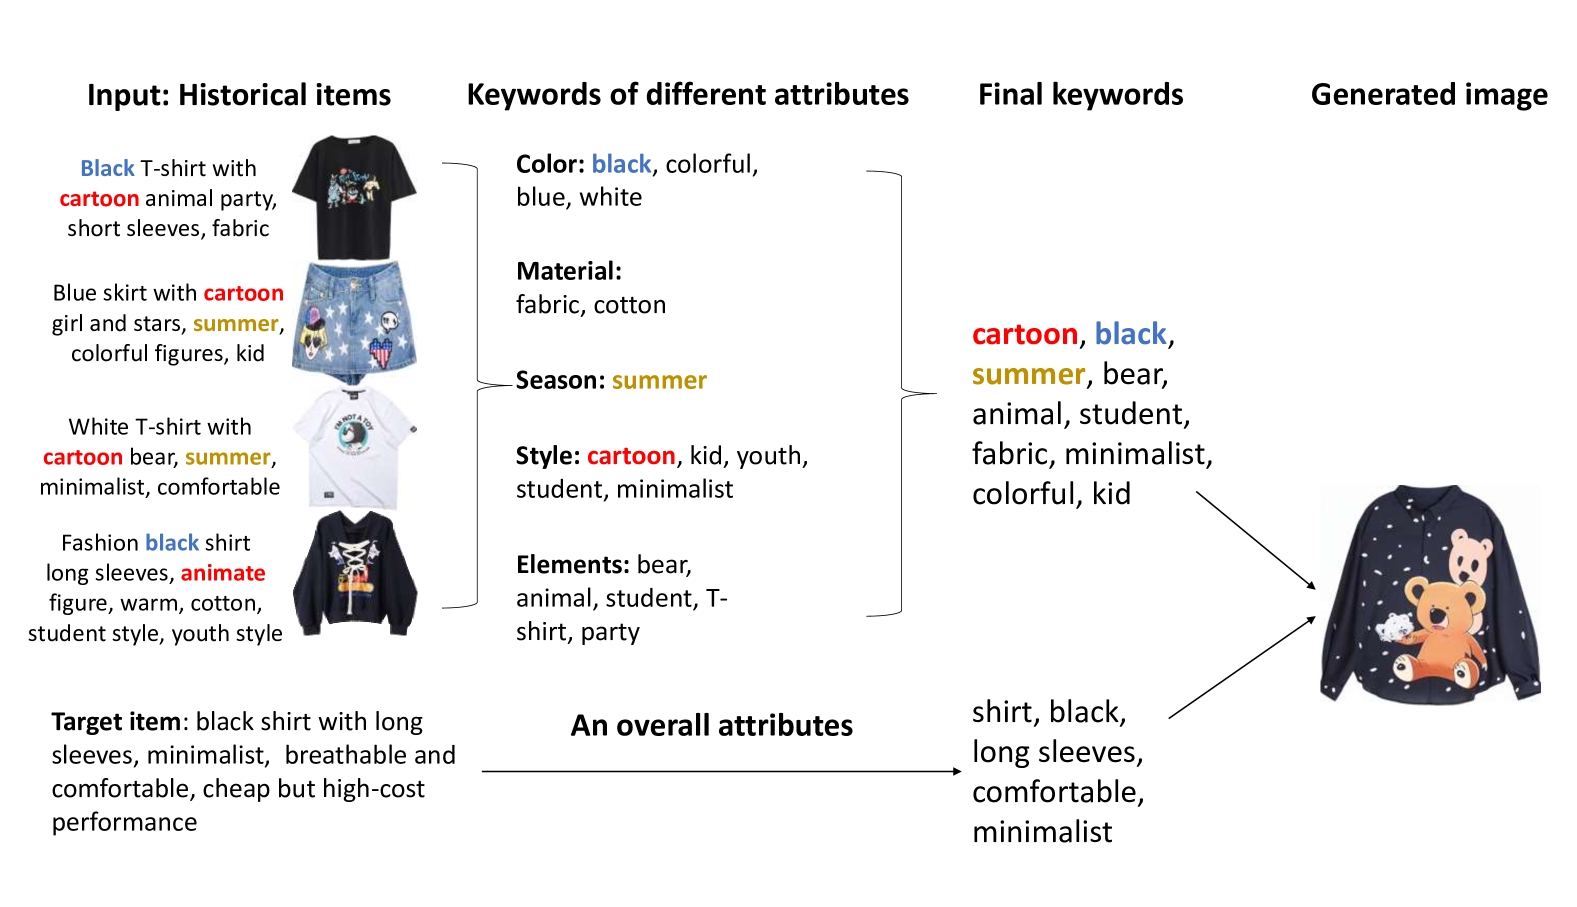 Input: Historical items
Keywords of different attributes
Final keywords
Generated image
Black T-shirt with
cartoon animal party,
short sleeves, fabric
Blue skirt with cartoon
girl and stars, summer,
colorful figures, kid
White T-shirt with
cartoon bear, summer,
minimalist, comfortable
Fashion black shirt
long sleeves, animate
figure, warm, cotton,
student style, youth style
I'M NOT A TOY
Color: black, colorful,
blue, white
Material:
fabric, cotton
Season: summer
Style: cartoon, kid, youth,
student, minimalist
Elements: bear,
animal, student, T-
shirt, party
cartoon, black,
summer, bear,
animal, student,
fabric, minimalist,
colorful, kid
Target item: black shirt with long
sleeves, minimalist, breathable and
comfortable, cheap but high-cost
performance
An overall attributes
shirt, black,
long sleeves,
comfortable,
minimalist